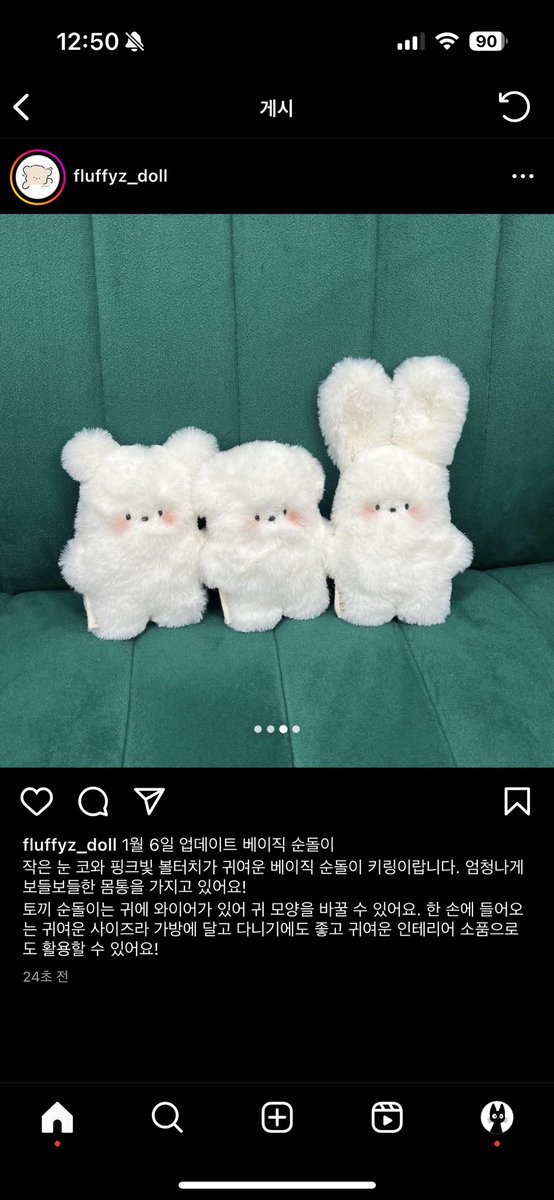 12:50
90
게시
fluffyz_doll
fluffyz_doll 1월 6일 업데이트 베이직 순돌이
작은 눈 코와 핑크빛 볼터치가 귀여운 베이직 순돌이 키링이랍니다. 엄청나게
보들보들한 몸통을 가지고 있어요!
토끼 순돌이는 귀에 와이어가 있어 귀 모양을 바꿀 수 있어요. 한 손에 들어오
는 귀여운 사이즈라 가방에 달고 다니기에도 좋고 귀여운 인테리어 소품으로
도 활용할 수 있어요!
24초 전